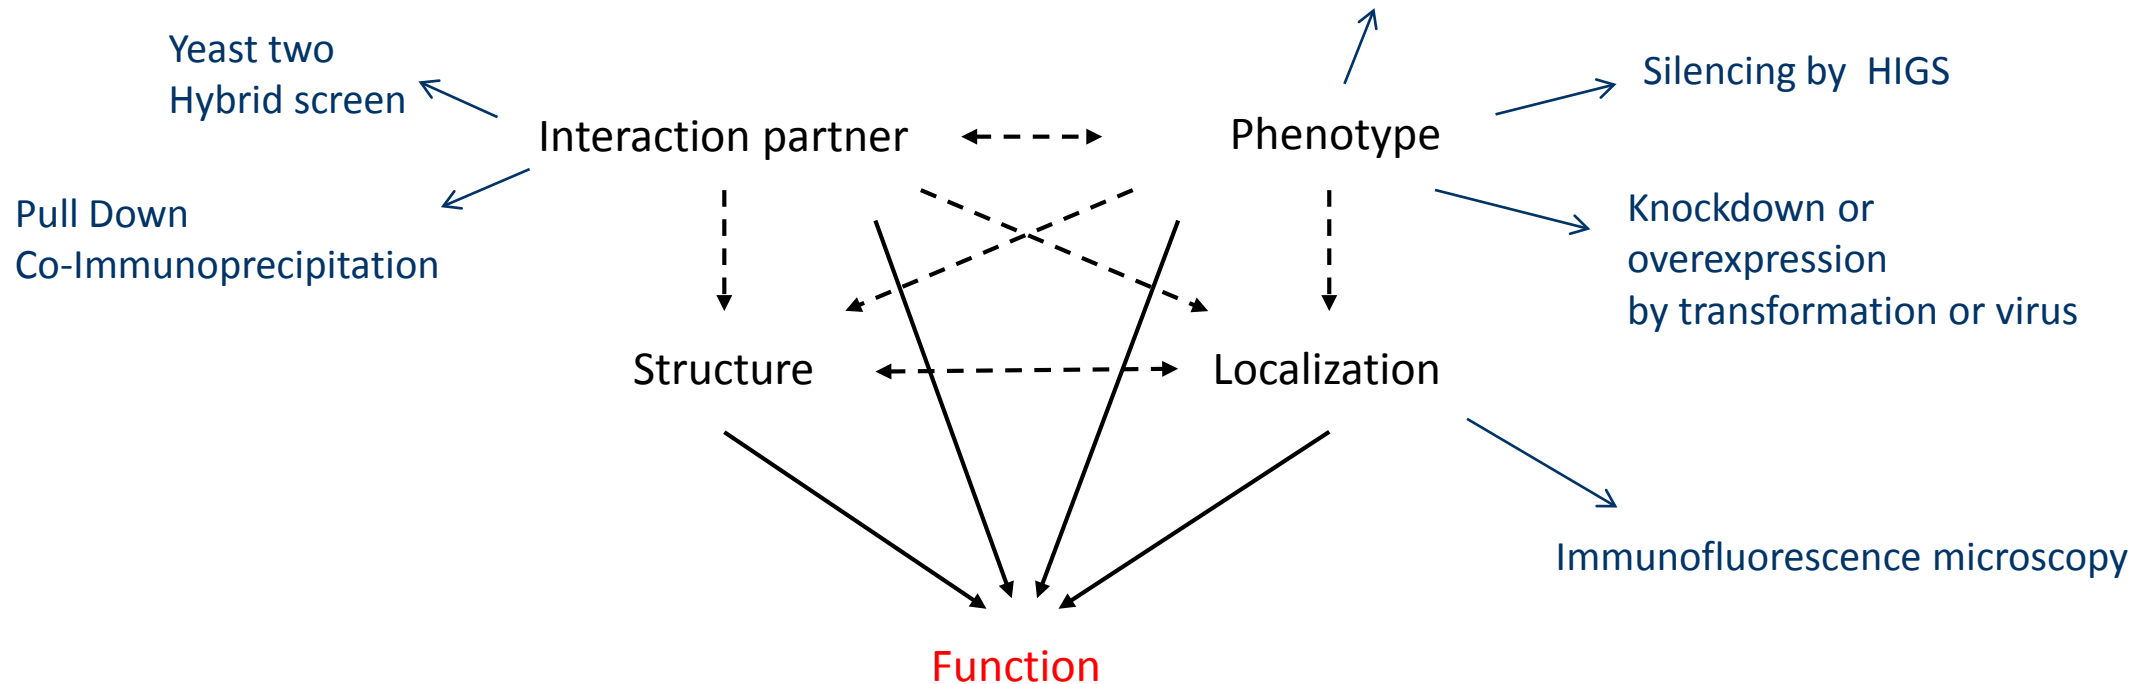 Yeast two
Hybrid screen
Silencing by  HIGS
Interaction partner
Phenotype
Pull Down
Co-Immunoprecipitation
Knockdown or
overexpression
by transformation or virus
Structure
Localization
Immunofluorescence microscopy
Function